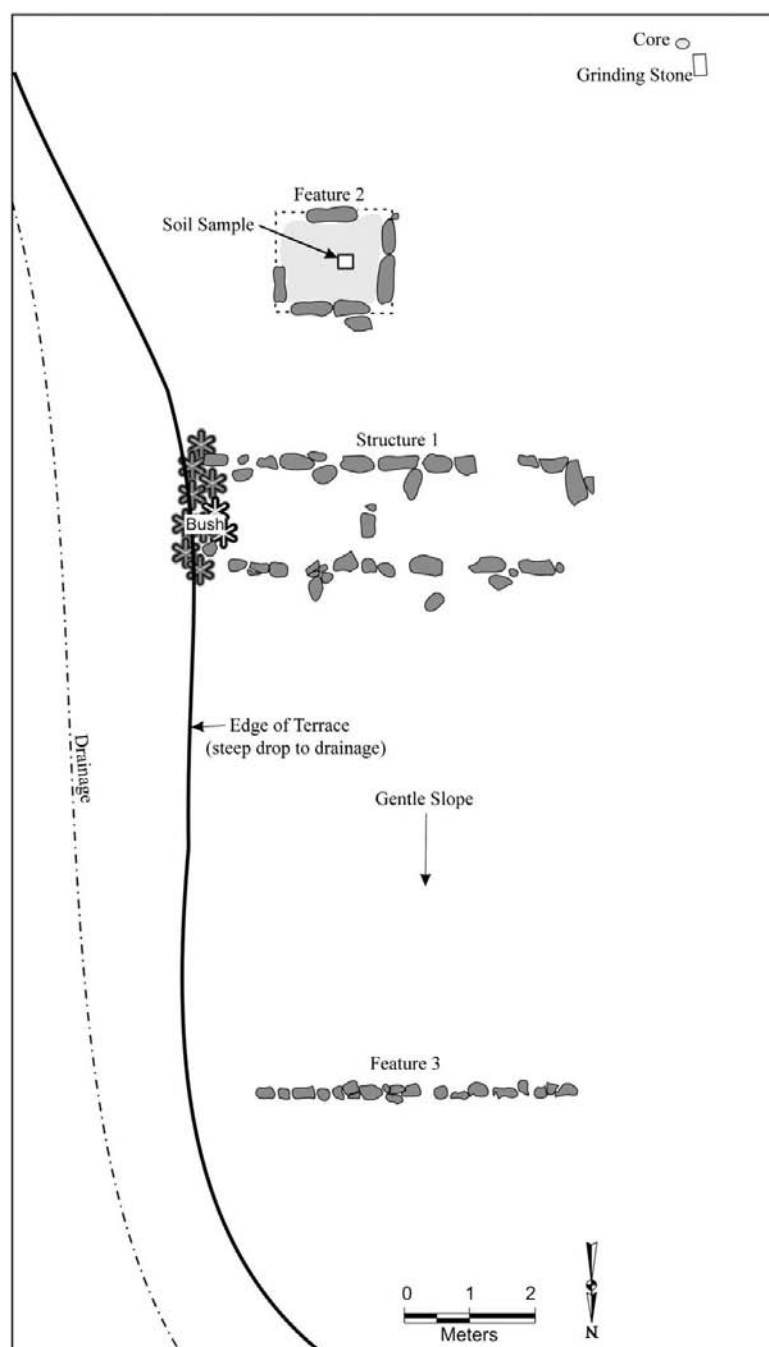 Core
Grinding Stone
Feature 2
Soil Sample
Structure 1
Bush
Edge of Terrace
(steep drop to drainage)
Drainage
Gentle Slope
Feature 3
0 1 2
Meters
N